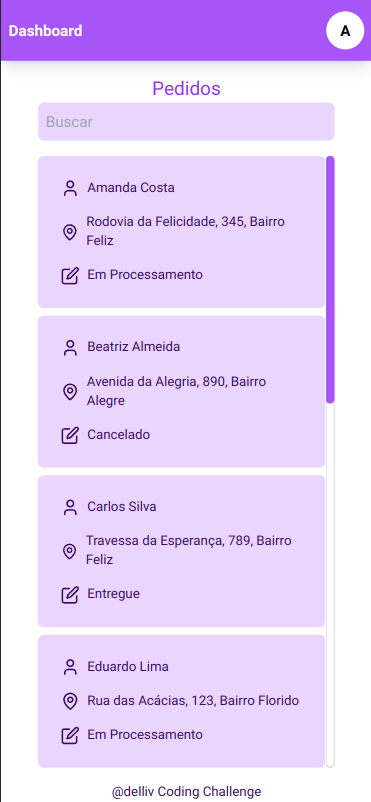 Dashboard
A
Pedidos
Buscar
Amanda Costa
Rodovia da Felicidade, 345, Bairro
Feliz
Em Processamento
Beatriz Almeida
Avenida da Alegria, 890, Bairro
Alegre
Cancelado
Carlos Silva
Travessa da Esperança, 789, Bairro
Feliz
Entregue
Eduardo Lima
Rua das Acácias, 123, Bairro Florido
Em Processamento
@delliv Coding Challenge